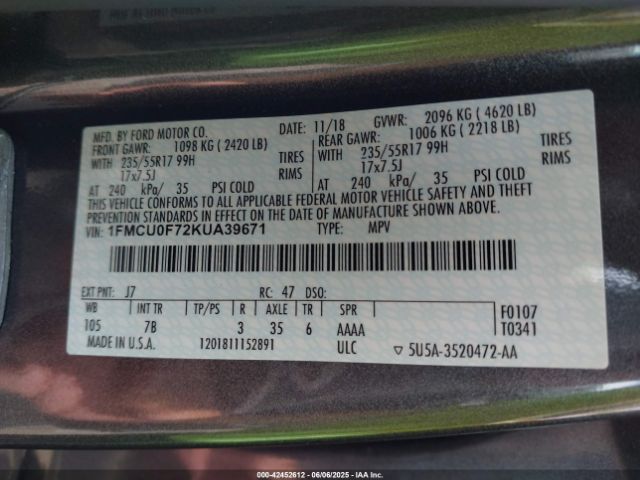 MFD. BY FORD MOTOR CO. DATE: 11/18 GVWR: 2096 KG ( 4620 LB)
FRONT GAWR: 1098 KG ( 2420 LB) REAR GAWR: 1006 KG ( 2218 LB)
WITH 235/55R17 99H TIRES WITH 235/55R17 99H TIRES
17x7.5J RIMS 17x7.5J RIMS
AT 240 kPa/ 35 PSI COLD AT 240 kPa/ 35 PSI COLD
THIS VEHICLE CONFORMS TO ALL APPLICABLE FEDERAL MOTOR VEHICLE SAFETY AND THEFT
PREVENTION STANDARDS IN EFFECT ON THE DATE OF MANUFACTURE SHOWN ABOVE.
VIN: 1FMCU0F72KUA39671 TYPE: MPV
EXT PNT: J7 RC: 47 DSO:
WB INT TR TP/PS R AXLE TR SPR F0107
105 7B 3 35 6 AAAA T0341
MADE IN U.S.A. 1201811152891 ULC ▽ 5U5A-3520472-AA
000-42452612 - 06/06/2025 - IAA Inc.